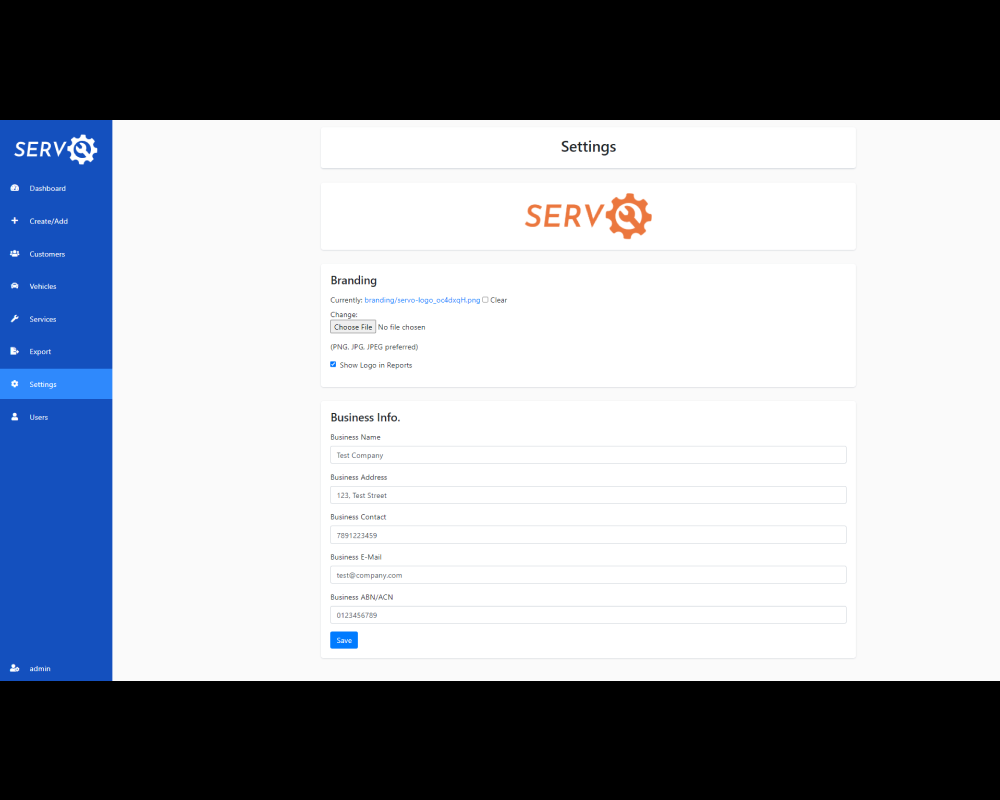 SERVO
Dashboard
Create/Add
Customers
Vehicles
Services
Export
Settings
Users
admin
Settings
SERVO
Branding
Currently: branding/servo-logo_oc4dxqH.png Clear
Change:
Choose File No file chosen
(PNG, JPG, JPEG preferred)
Show Logo in Reports
Business Info.
Business Name
Test Company
Business Address
123, Test Street
Business Contact
7891223459
Business E-Mail
test@company.com
Business ABN/ACN
0123456789
Save